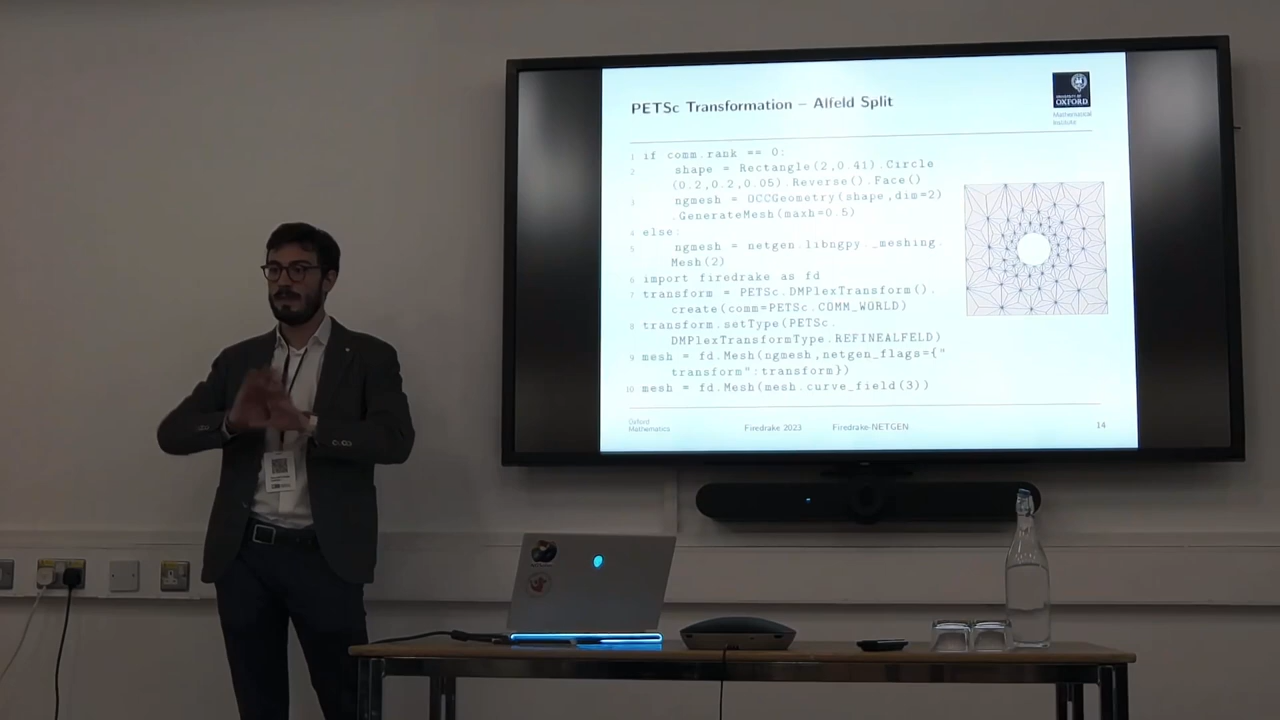 PETSc Transformation – Alfeld Split
UNIVERSITY OF
OXFORD
Mathematical
Institute
1 if comm.rank == 0:
2 shape = Rectangle(2,0.41).Circle
(0.2,0.2,0.05).Reverse().Face()
3 ngmesh = OCCGeometry(shape,dim=2)
.GenerateMesh(maxh=0.5)
4 else:
5 ngmesh = netgen.libngpy._meshing.
Mesh(2)
6 import firedrake as fd
7 transform = PETSc.DMPlexTransform().
create(comm=PETSc.COMM_WORLD)
8 transform.setType(PETSc.
DMPlexTransformType.REFINEALFELD)
9 mesh = fd.Mesh(ngmesh,netgen_flags={"
transform":transform})
10 mesh = fd.Mesh(mesh.curve_field(3))
Oxford
Mathematics
Firedrake 2023
Firedrake-NETGEN
14